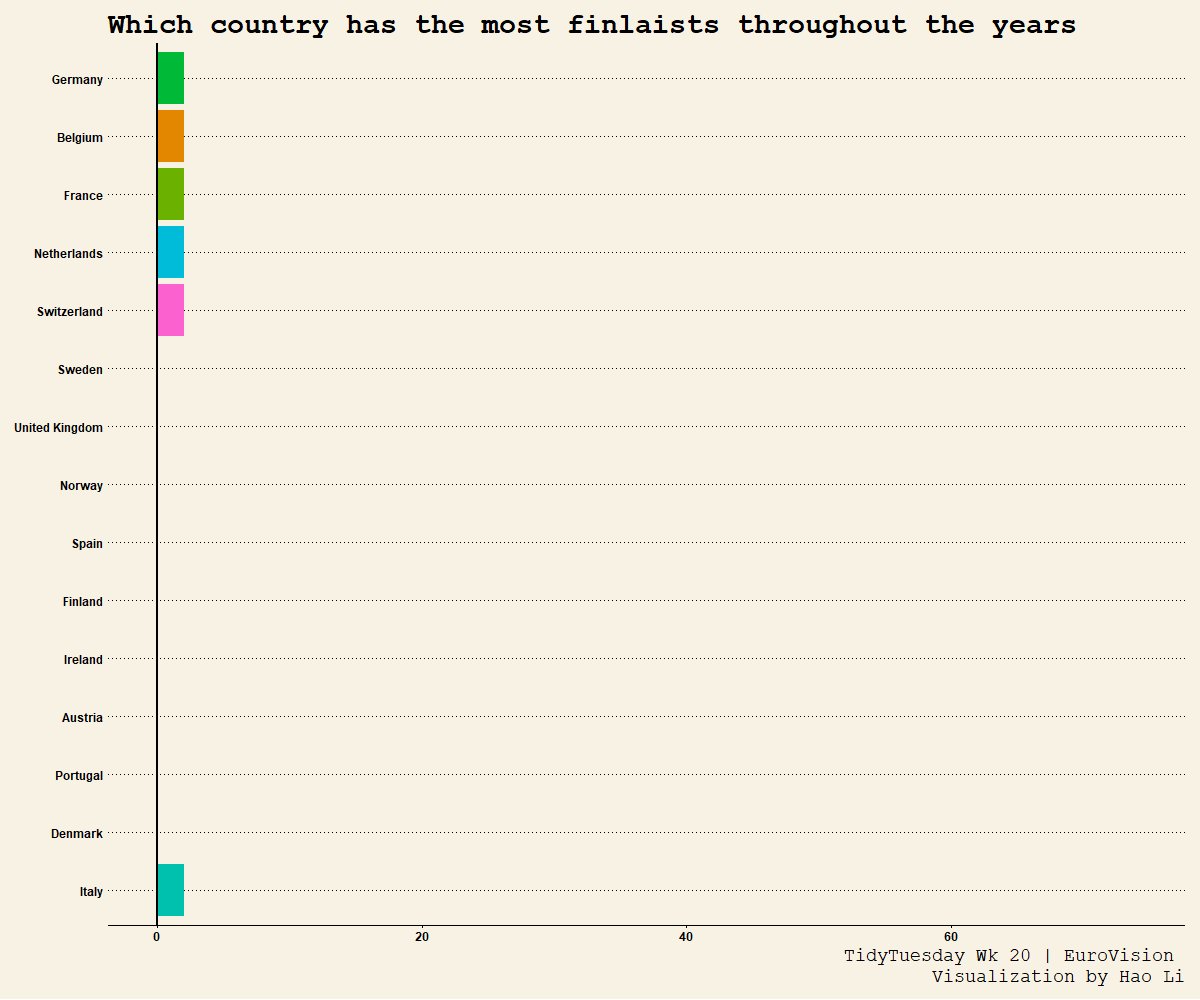 Which country has the most finlaists throughout the years
Germany
Belgium
France
Netherlands
Switzerland
Sweden
United Kingdom
Norway
Spain
Finland
Ireland
Austria
Portugal
Denmark
Italy
0 20 40 60
TidyTuesday Wk 20 | EuroVision
Visualization by Hao Li